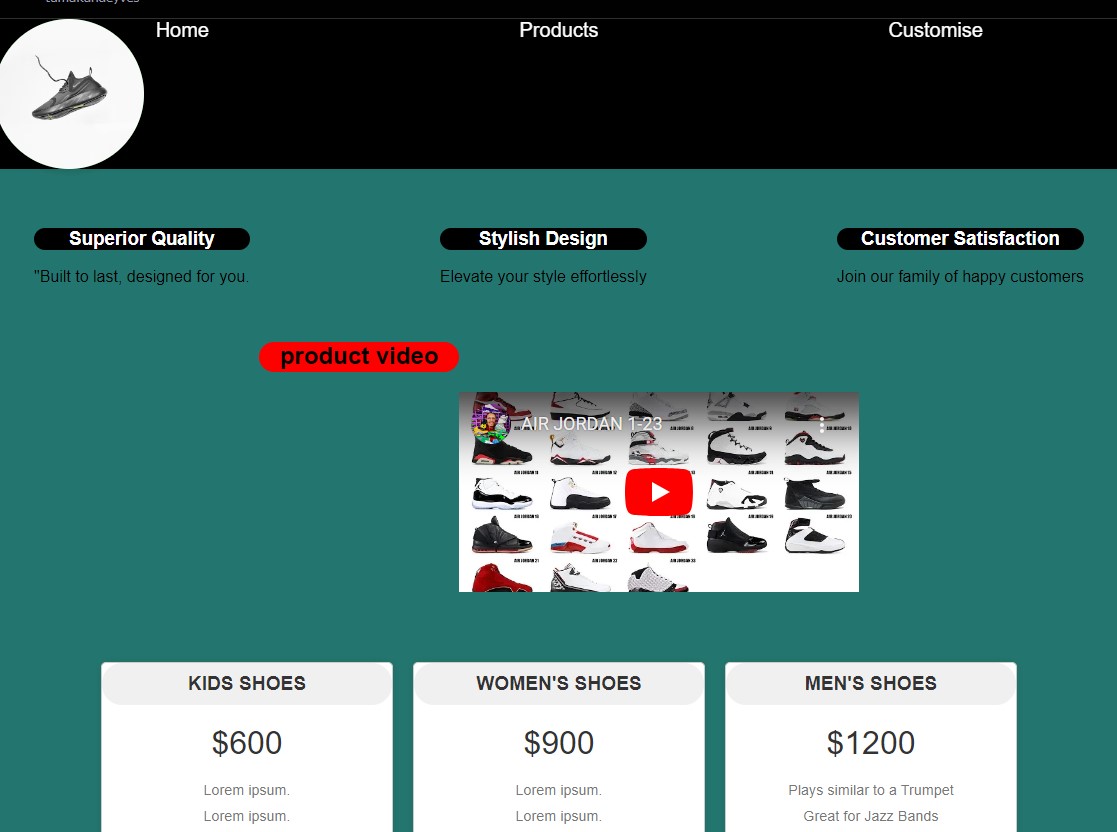 Home Products Customise
Superior Quality Stylish Design Customer Satisfaction
"Built to last, designed for you. Elevate your style effortlessly Join our family of happy customers
product video
AIR JORDAN 1-23
KIDS SHOES WOMEN'S SHOES MEN'S SHOES
$600 $900 $1200
Lorem ipsum. Lorem ipsum. Plays similar to a Trumpet
Lorem ipsum. Lorem ipsum. Great for Jazz Bands